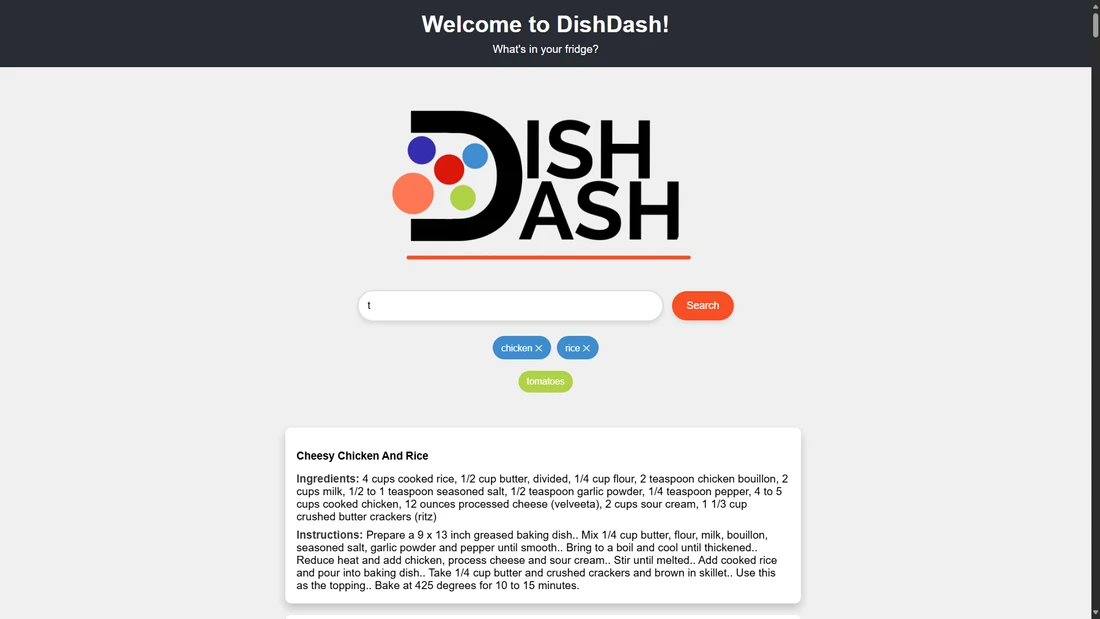 Welcome to DishDash!
What's in your fridge?
DISH
DASH
t
Search
chicken ×
rice ×
tomatoes
Cheesy Chicken And Rice
Ingredients: 4 cups cooked rice, 1/2 cup butter, divided, 1/4 cup flour, 2 teaspoon chicken bouillon, 2
cups milk, 1/2 to 1 teaspoon seasoned salt, 1/2 teaspoon garlic powder, 1/4 teaspoon pepper, 4 to 5
cups cooked chicken, 12 ounces processed cheese (velveeta), 2 cups sour cream, 1 1/3 cup
crushed butter crackers (ritz)
Instructions: Prepare a 9 x 13 inch greased baking dish.. Mix 1/4 cup butter, flour, milk, bouillon,
seasoned salt, garlic powder and pepper until smooth.. Bring to a boil and cool until thickened..
Reduce heat and add chicken, process cheese and sour cream.. Stir until melted.. Add cooked rice
and pour into baking dish.. Take 1/4 cup butter and crushed crackers and brown in skillet.. Use this
as the topping.. Bake at 425 degrees for 10 to 15 minutes.